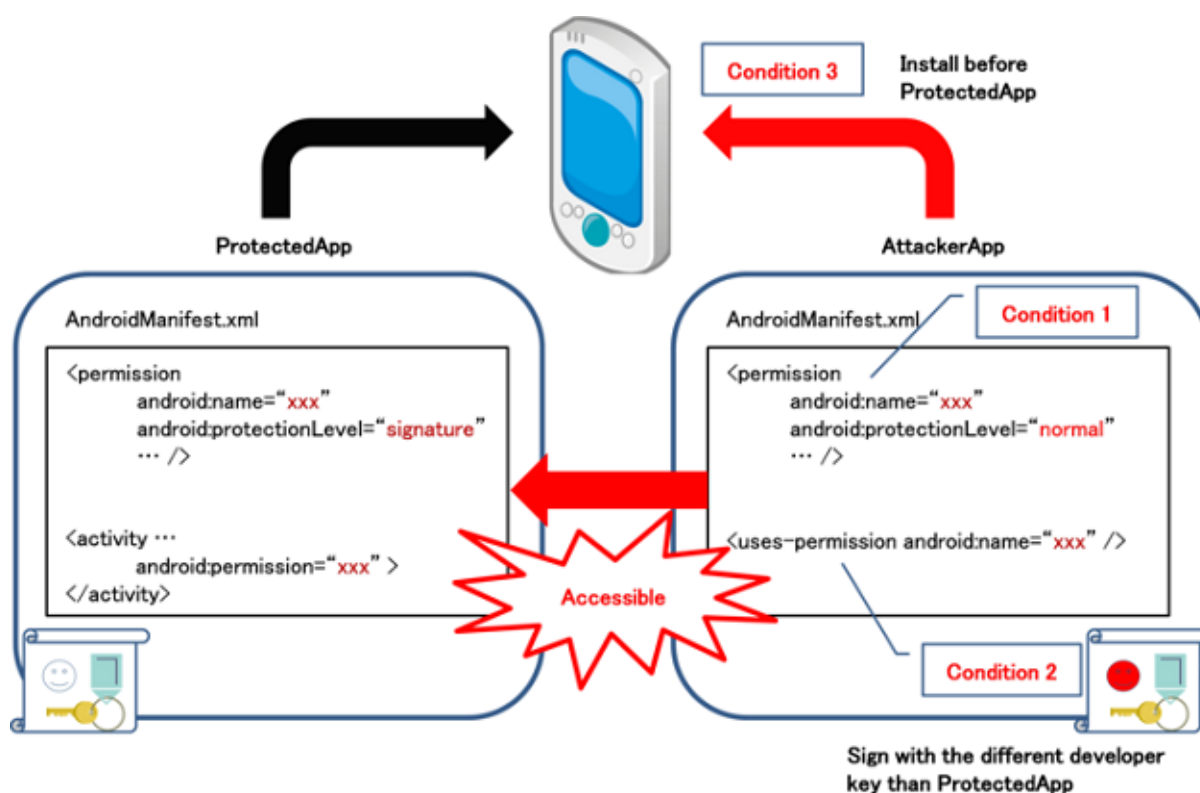 Condition 3
Install before
ProtectedApp
ProtectedApp
AttackerApp
AndroidManifest.xml
<permission
android:name=“xxx”
android:protectionLevel=“signature”
… />
<activity …
android:permission=“xxx” >
</activity>
AndroidManifest.xml
Condition 1
<permission
android:name=“xxx”
android:protectionLevel=“normal”
… />
<uses-permission android:name=“xxx” />
Accessible
Condition 2
Sign with the different developer
key than ProtectedApp